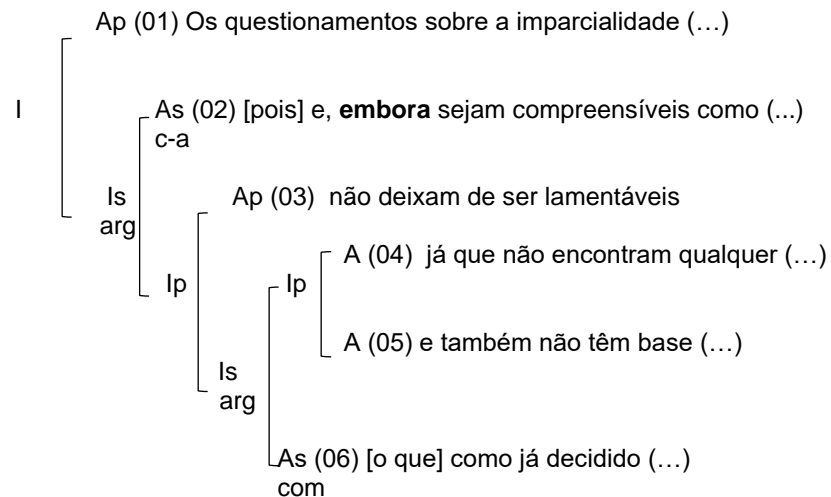 Ap (01) Os questionamentos sobre a imparcialidade (…)
I
As (02) [pois] e, embora sejam compreensíveis como (...)
c-a
Is
arg
Ap (03) não deixam de ser lamentáveis
A (04) já que não encontram qualquer (…)
Ip
Ip
A (05) e também não têm base (…)
Is
arg
As (06) [o que] como já decidido (…)
com